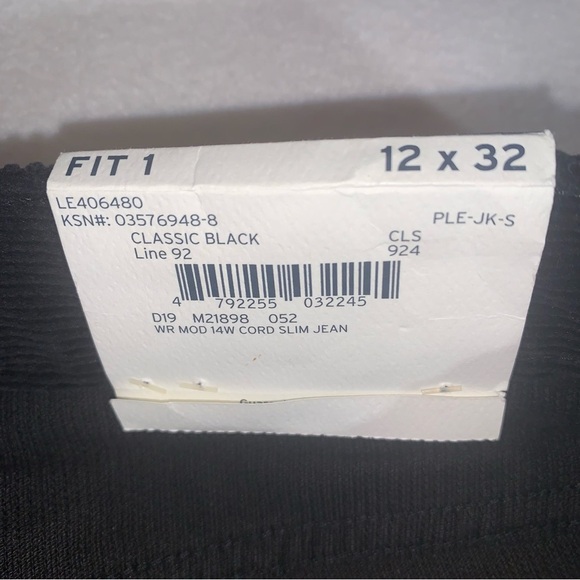 FIT 1 12 x 32
LE406480
KSN#: 03576948-8 PLE-JK-S
CLASSIC BLACK CLS
Line 92 924
4 792255 032245
D19 M21898 052
WR MOD 14W CORD SLIM JEAN